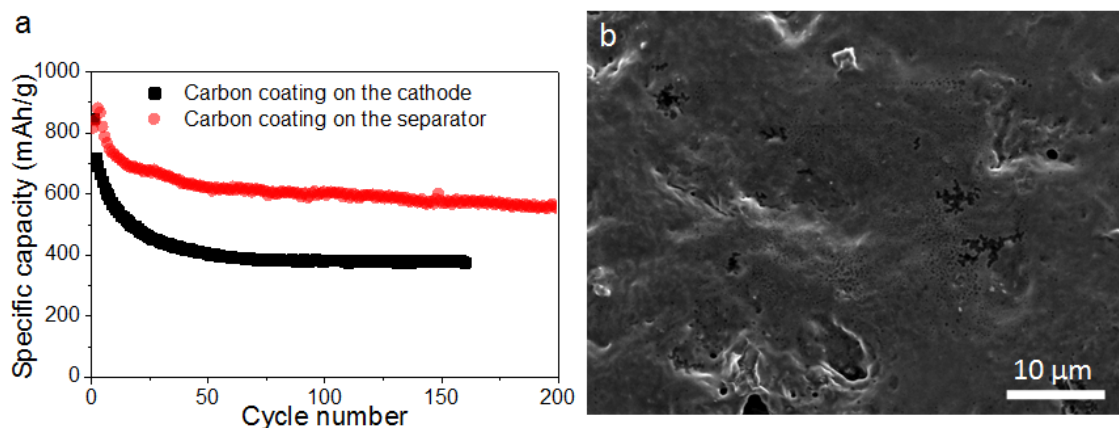 a
1000
800
600
400
200
0
Specific capacity (mAh/g)
Carbon coating on the cathode
Carbon coating on the separator
0 50 100 150 200
Cycle number
b
10 µm